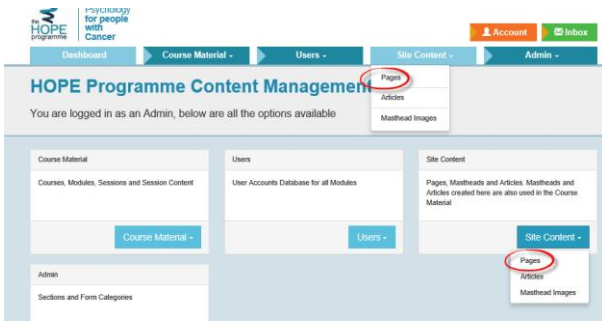 Psychology
for people
with
Cancer
the
HOPE
programme
Account
Inbox
Dashboard
Course Material
Users
Site Content
Admin
Pages
Articles
Masthead Images
HOPE Programme Content Management
You are logged in as an Admin, below are all the options available
Course Material
Courses, Modules, Sessions and Session Content
Course Material
Users
User Accounts Database for all Modules
Users
Site Content
Pages, Mastheads and Articles. Mastheads and
Articles created here are also used in the Course
Material
Site Content
Pages
Articles
Masthead Images
Admin
Sections and Form Categories